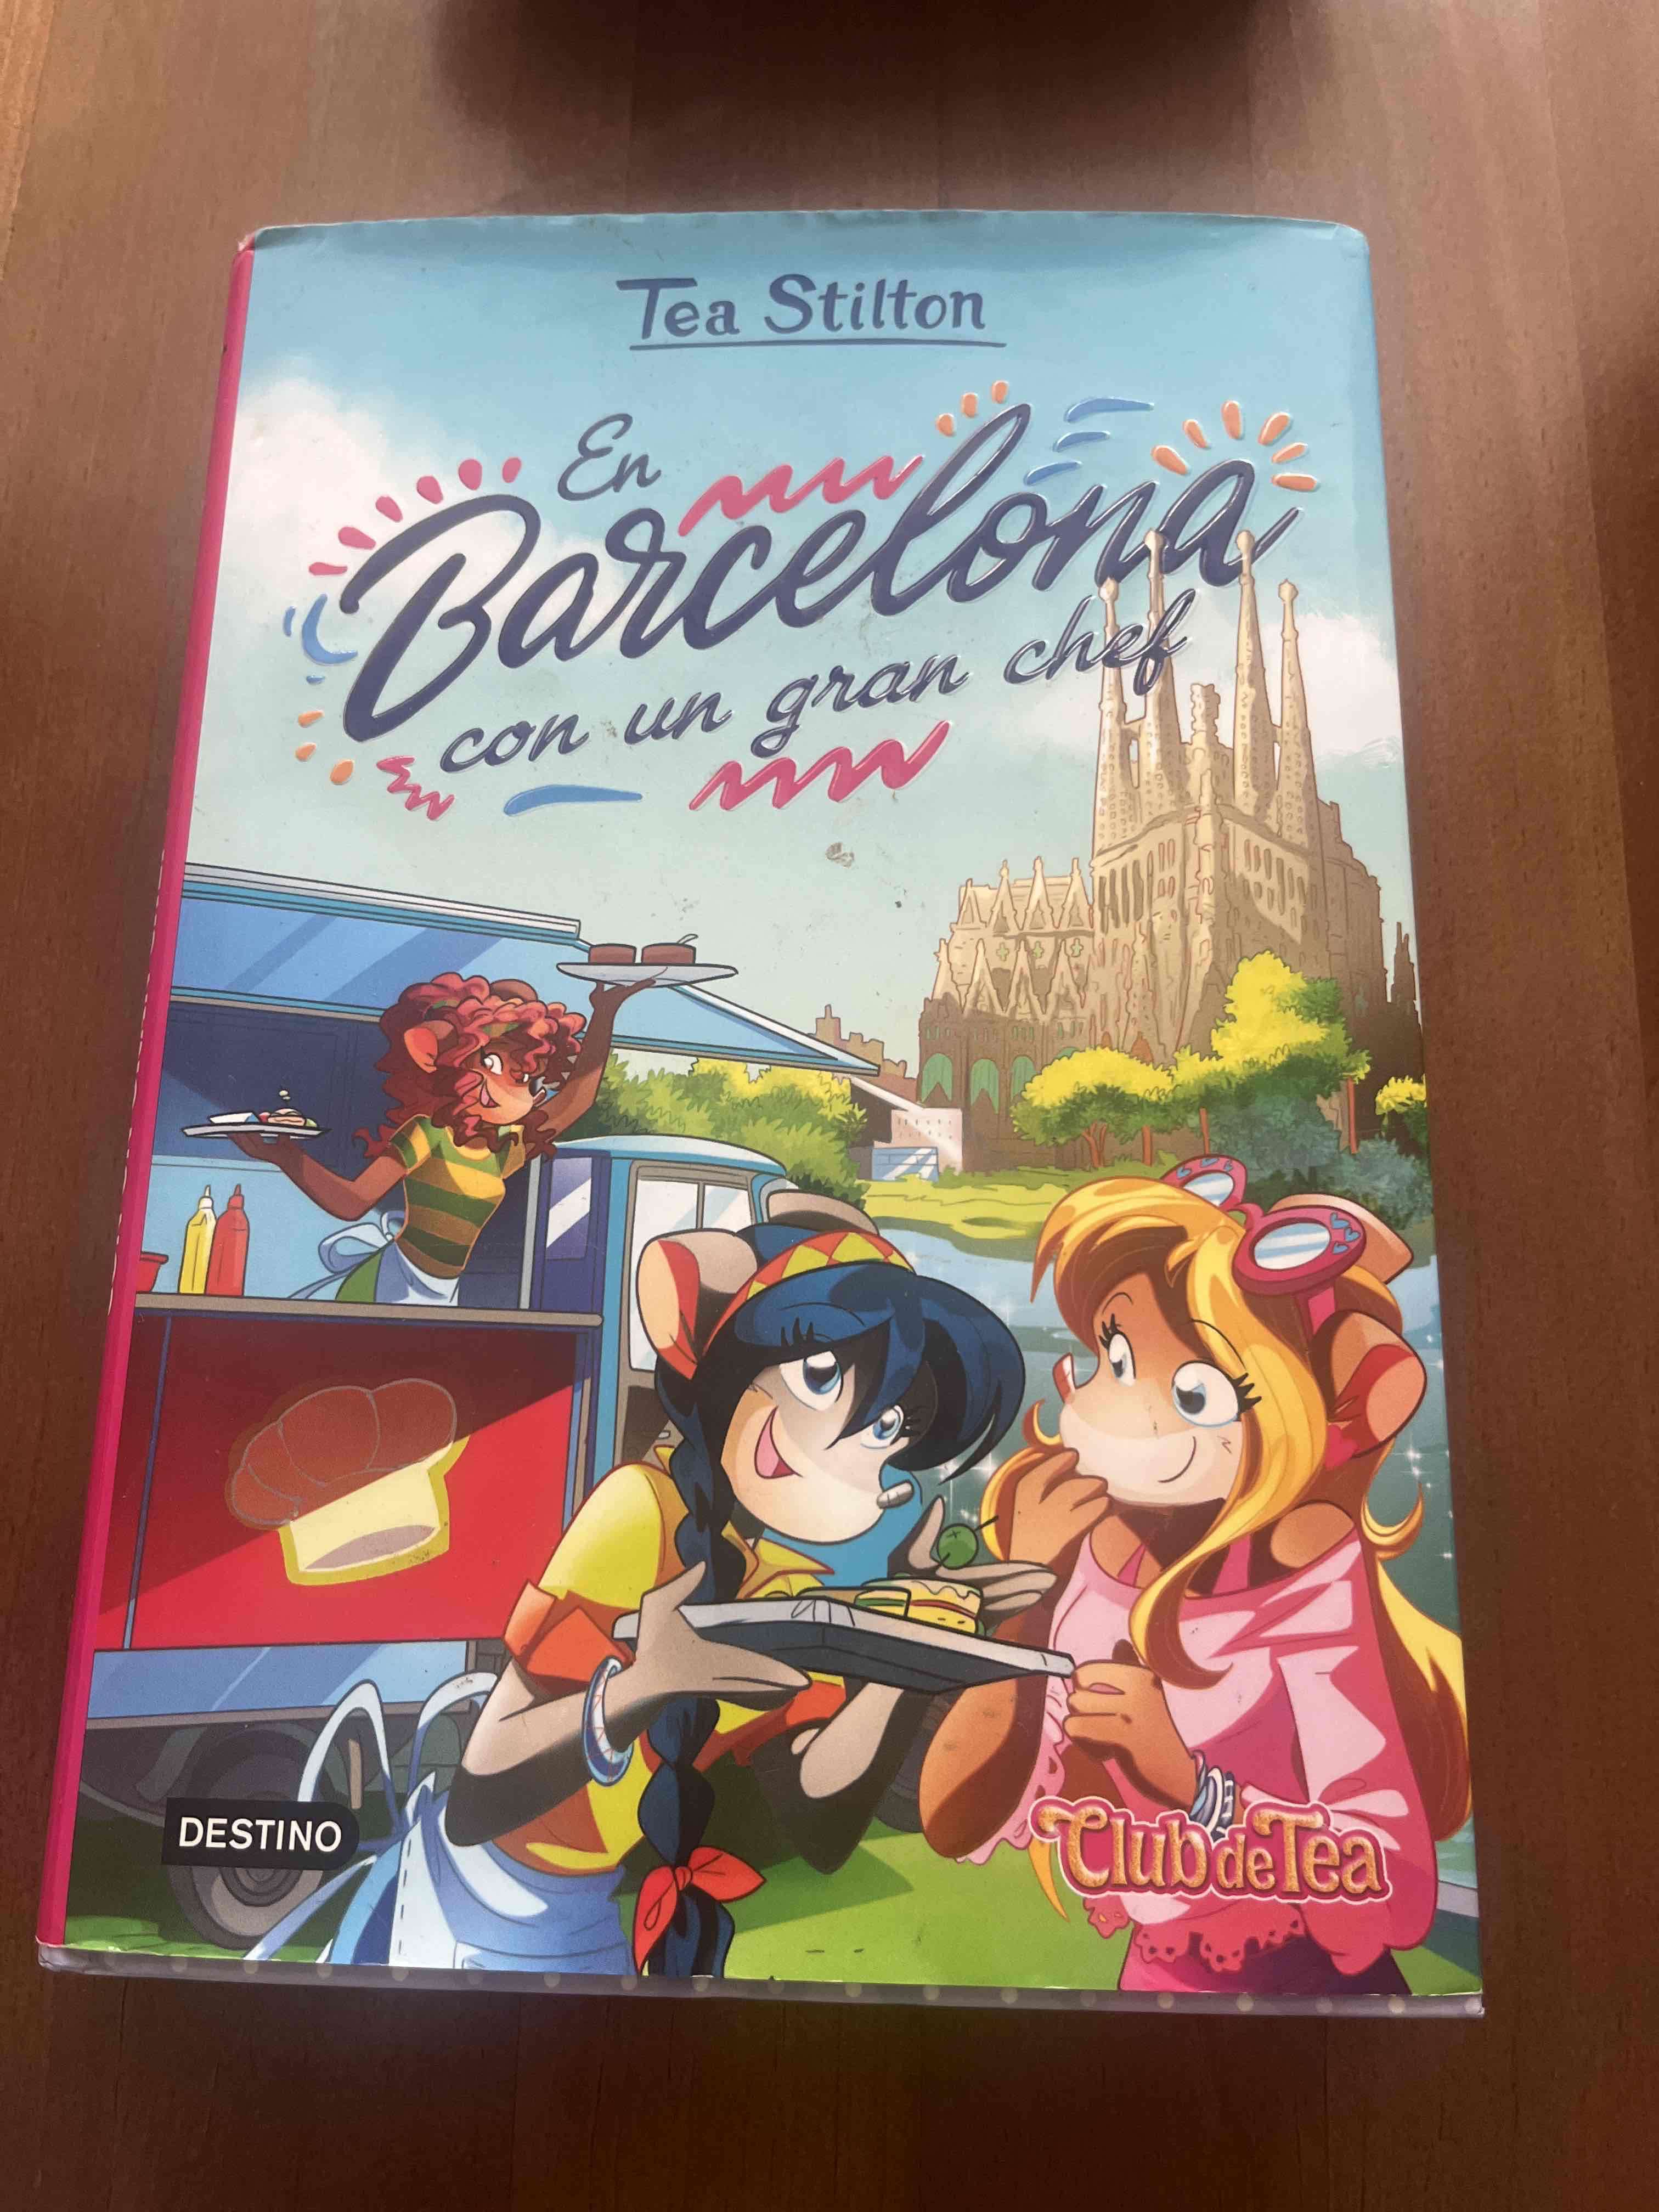 Tea Stilton
En
Barcelona
con un gran chef
DESTINO
Club de Tea